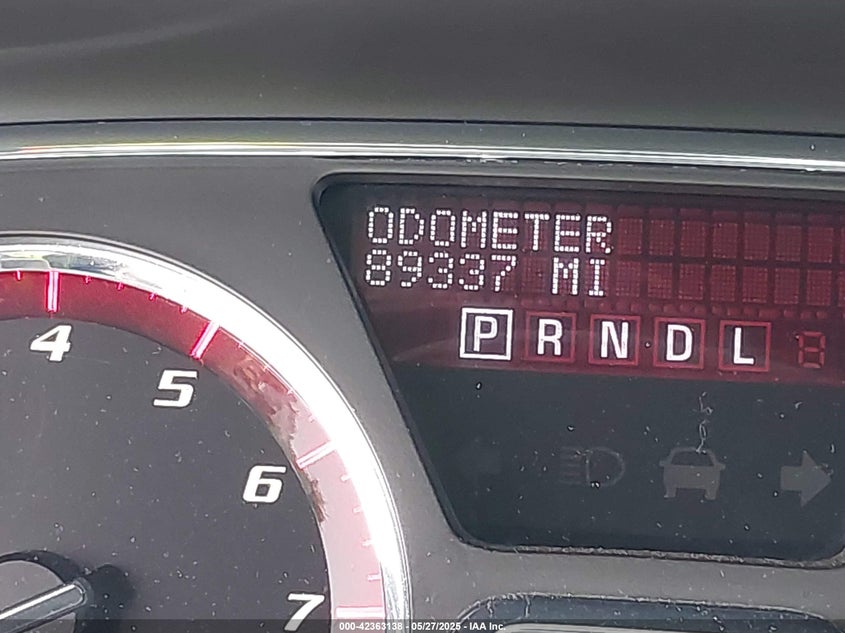 ODOMETER
89337 MI
P R N D L
4
5
6
7
000-42363138 - 05/27/2025 - IAA Inc.